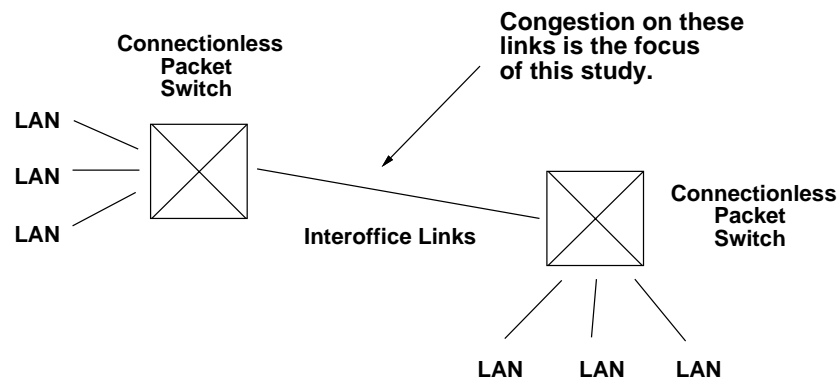 Congestion on these
links is the focus
of this study.
Connectionless
Packet
Switch
LAN
LAN
LAN
Interoffice Links
Connectionless
Packet
Switch
LAN
LAN
LAN